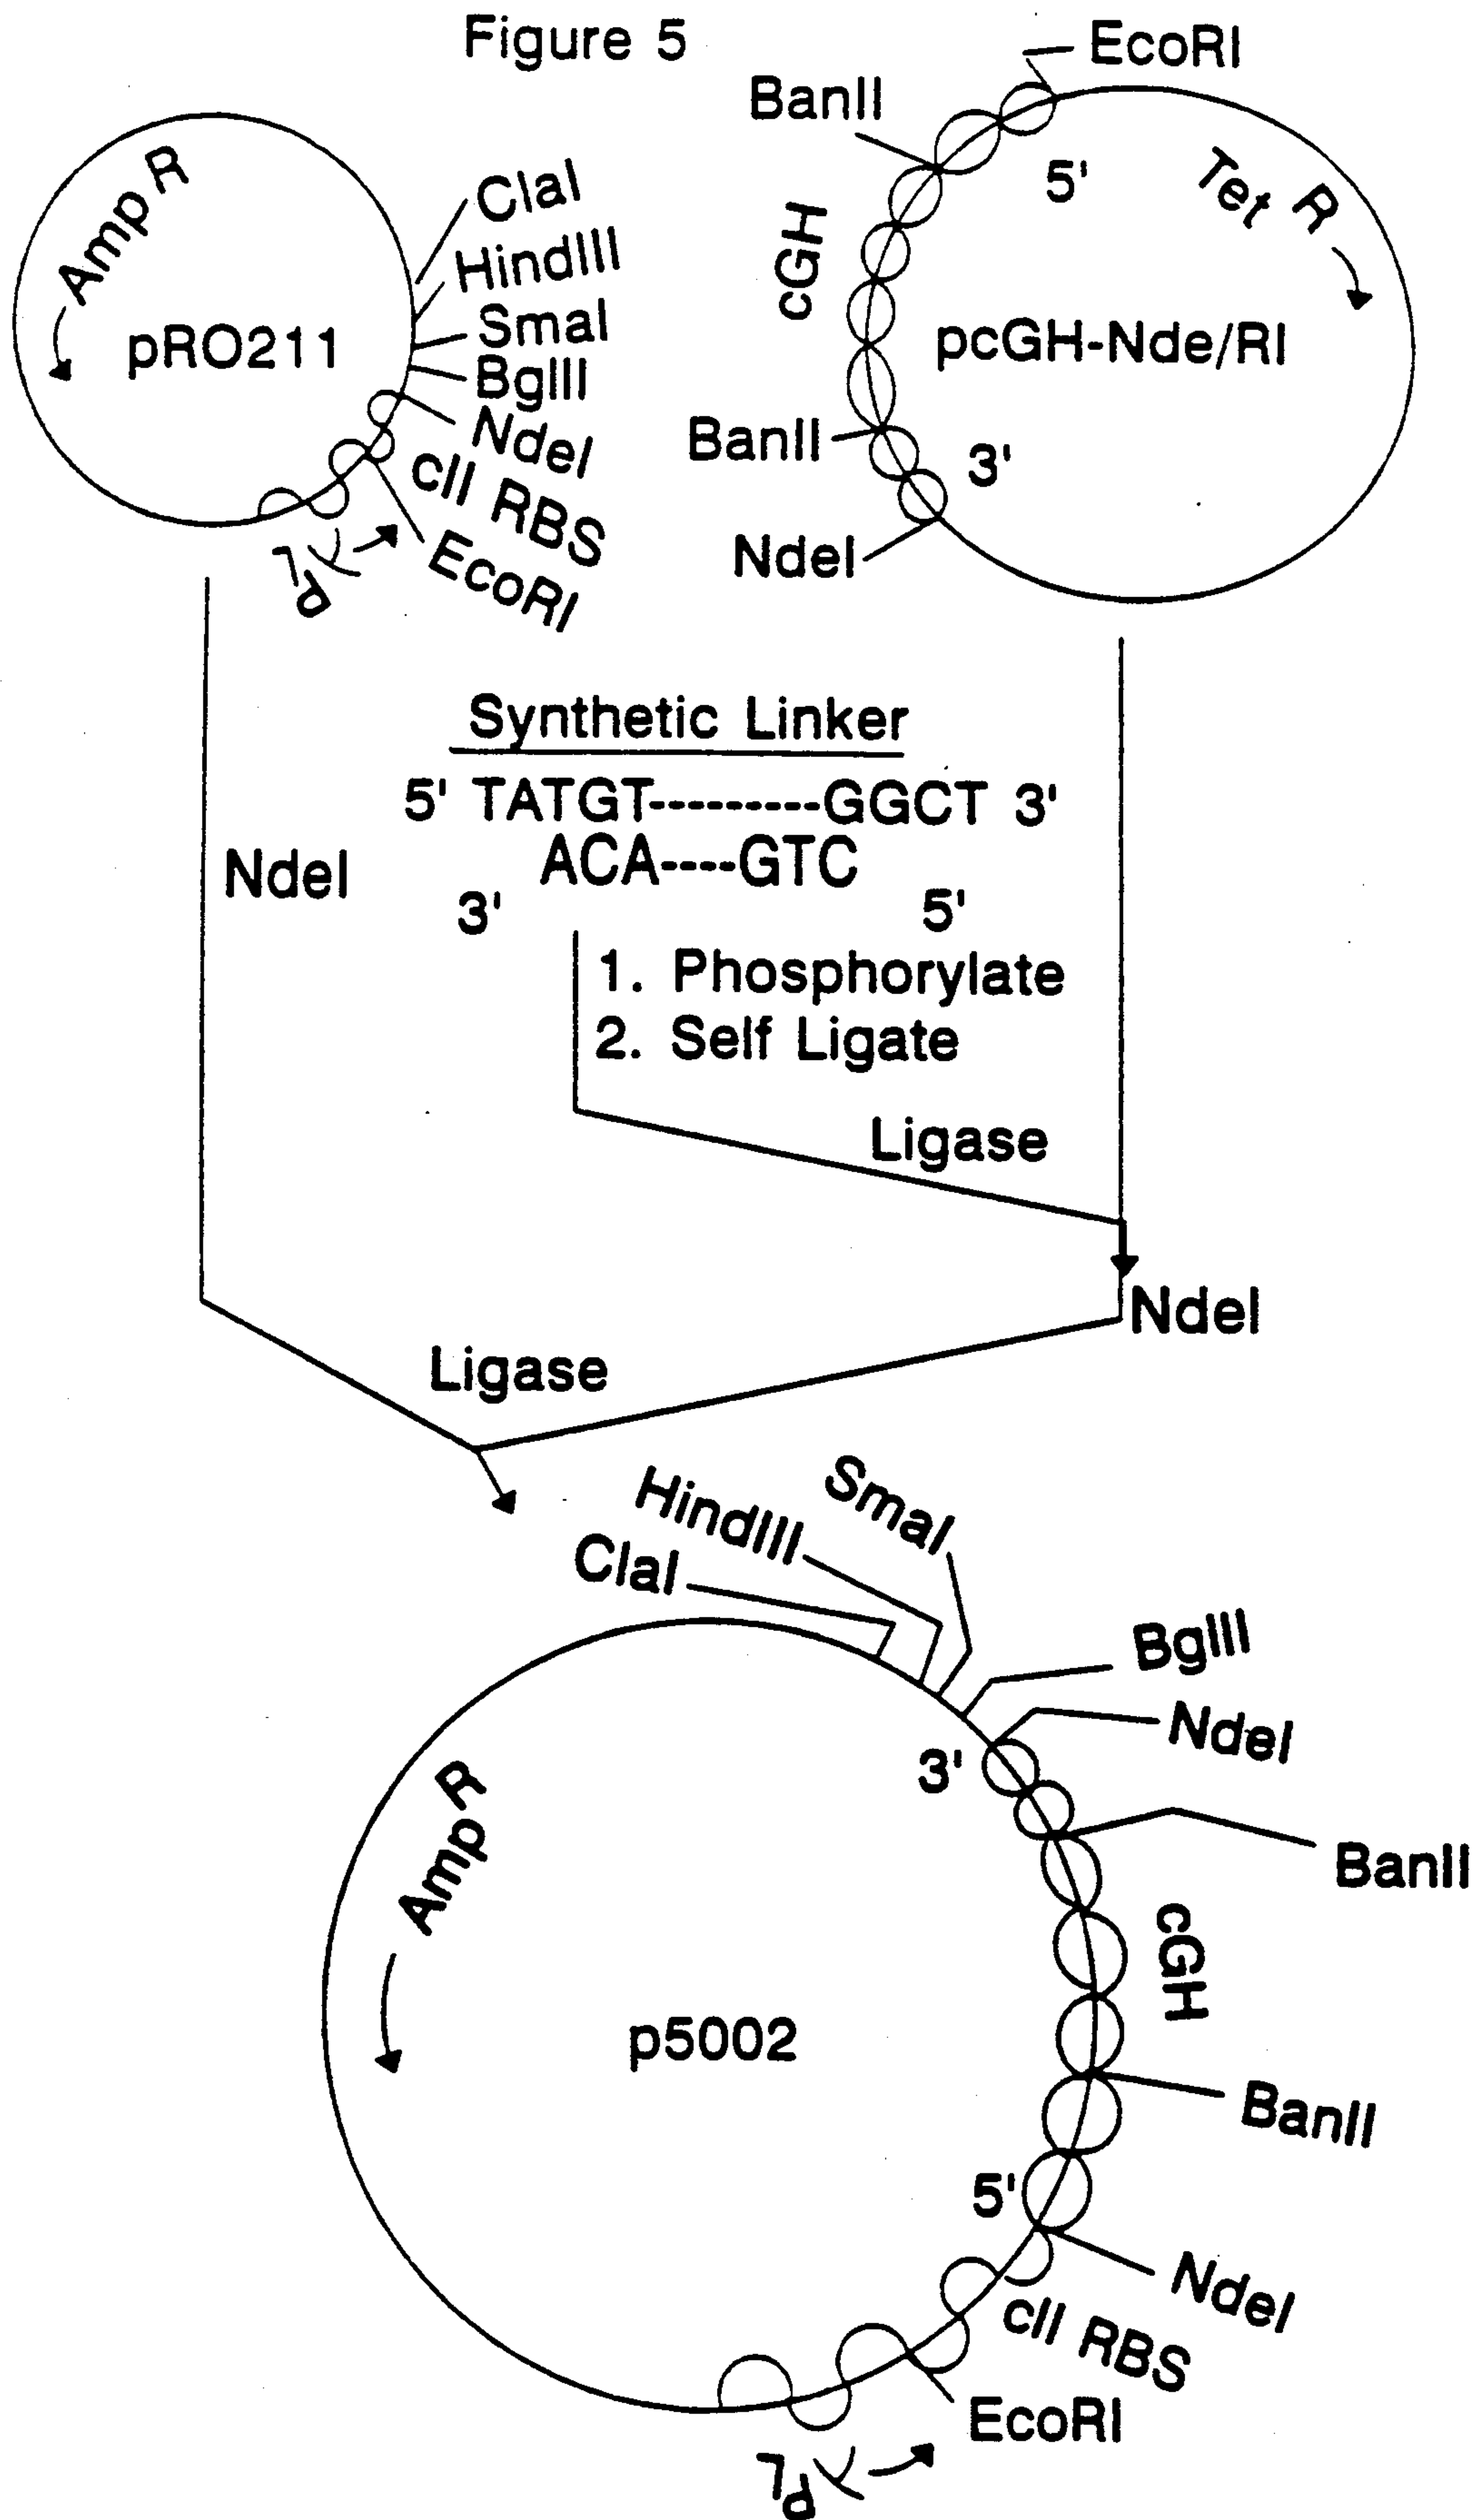 Figure 5
EcoRI
BanII
Amp R
ClaI
5'
Tet R
HindIII
cGH
SmaI
pRO211
pcGH-Nde/RI
BglII
NdeI
BanII
3'
cII RBS
NdeI
EcoRI
PL
Synthetic Linker
5' TATGT---------GGCT 3'
ACA----GTC
NdeI
3' 5'
1. Phosphorylate
2. Self Ligate
Ligase
NdeI
Ligase
HindIII
SmaI
ClaI
BglII
NdeI
3'
Amp R
BanII
cGH
p5002
BanII
5'
NdeI
cII RBS
EcoRI
PL